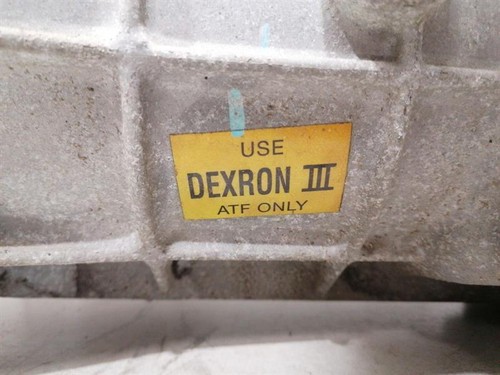 USE
DEXRON III
ATF ONLY